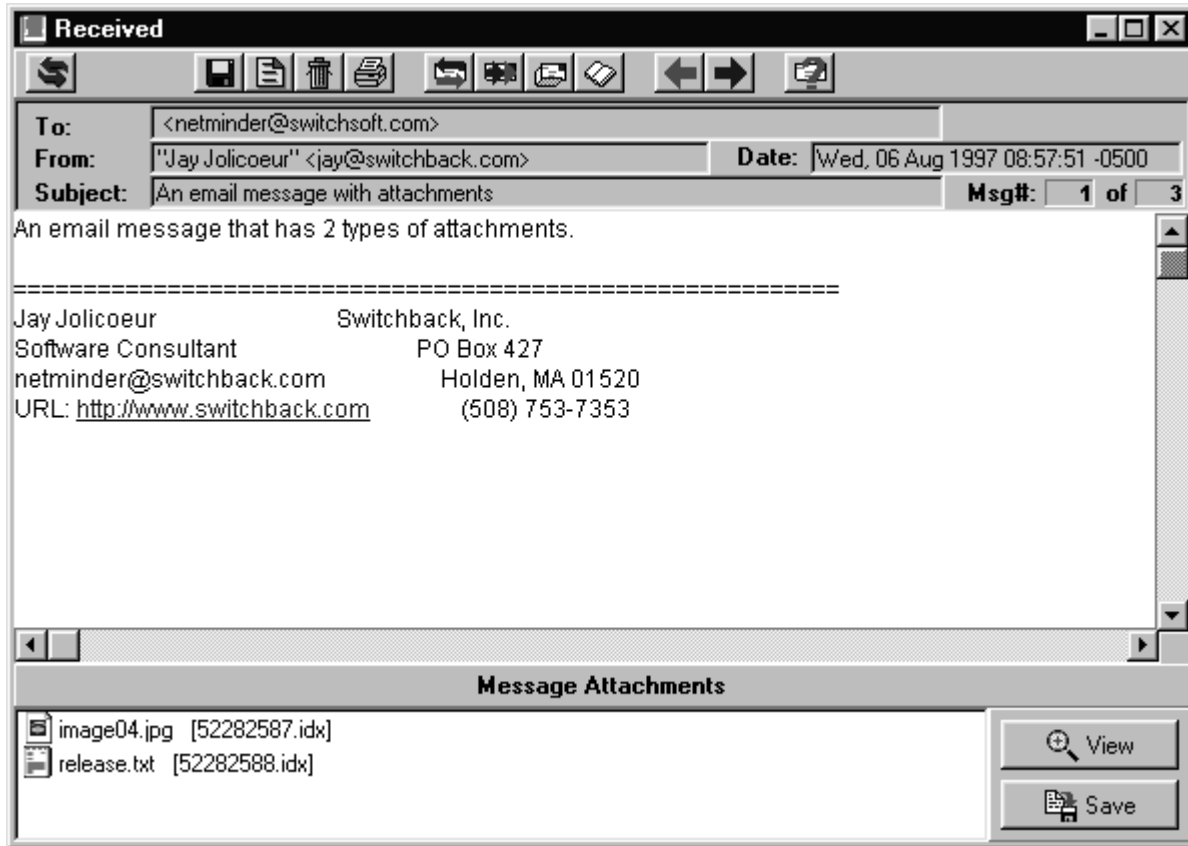 Received
To: <netminder@switchsoft.com>
From: "Jay Jolicoeur" <jay@switchback.com> Date: Wed, 06 Aug 1997 08:57:51 -0500
Subject: An email message with attachments Msg#: 1 of 3
An email message that has 2 types of attachments.
===========================================================
Jay Jolicoeur Switchback, Inc.
Software Consultant PO Box 427
netminder@switchback.com Holden, MA 01520
URL: http://www.switchback.com (508) 753-7353
Message Attachments
image04.jpg [52282587.idx]
release.txt [52282588.idx]
View
Save